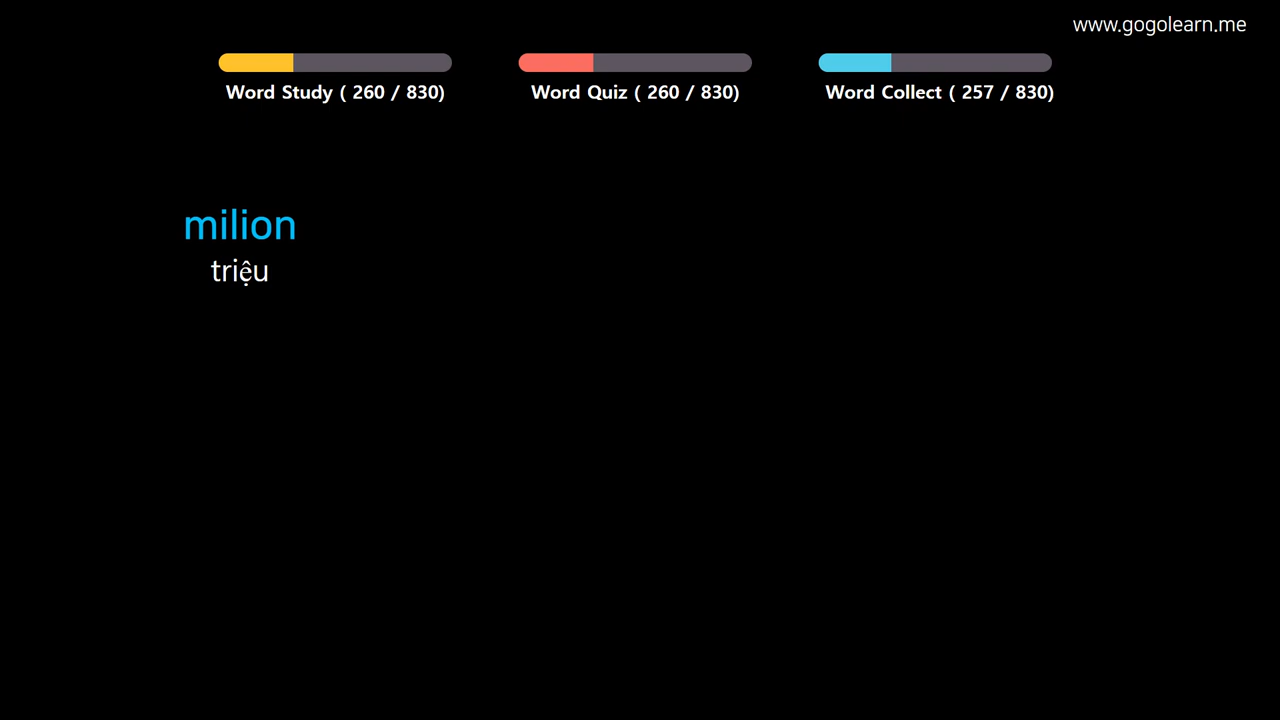 www.gogolearn.me
Word Study ( 260 / 830)
Word Quiz ( 260 / 830)
Word Collect ( 257 / 830)
milion
triệu